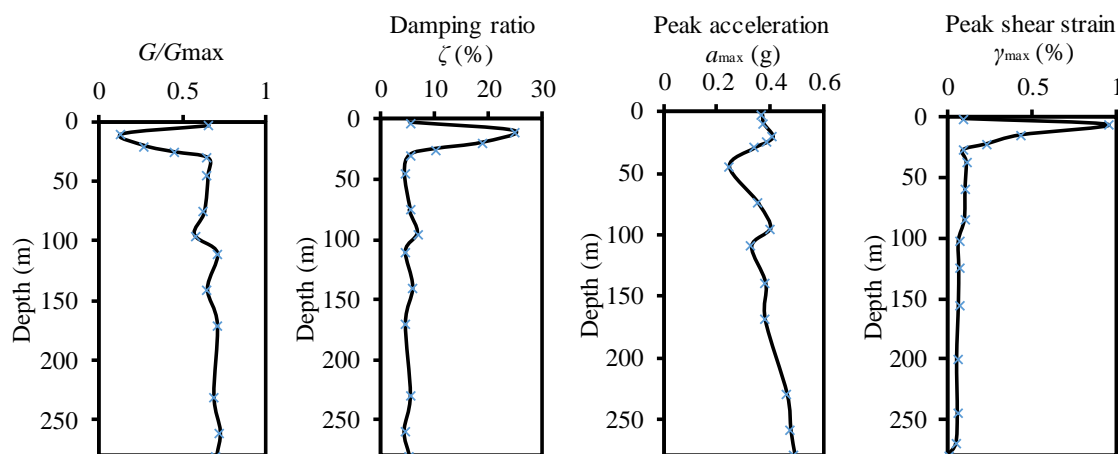 G/Gmax
0 0.5 1
0
50
100
150
200
250
Depth (m)
Damping ratio
ζ (%)
0 10 20 30
0
50
100
150
200
250
Depth (m)
Peak acceleration
amax (g)
0 0.2 0.4 0.6
0
50
100
150
200
250
Depth (m)
Peak shear strain
γmax (%)
0 0.5 1
0
50
100
150
200
250
Depth (m)